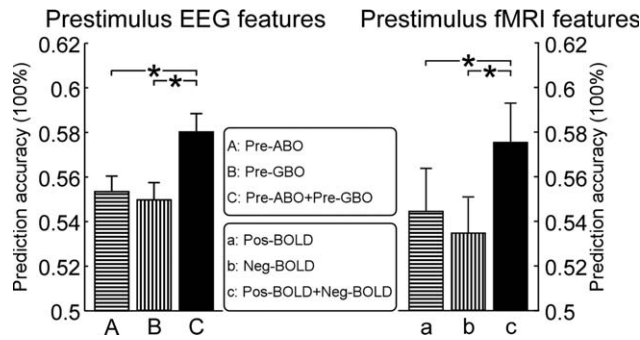 Prestimulus EEG features
Prestimulus fMRI features
Prediction accuracy (100%)
0.62
0.6
0.58
0.56
0.54
0.52
0.5
*
*
A
B
C
A: Pre-ABO
B: Pre-GBO
C: Pre-ABO+Pre-GBO
a: Pos-BOLD
b: Neg-BOLD
c: Pos-BOLD+Neg-BOLD
*
*
a
b
c
0.62
0.6
0.58
0.56
0.54
0.52
0.5
Prediction accuracy (100%)